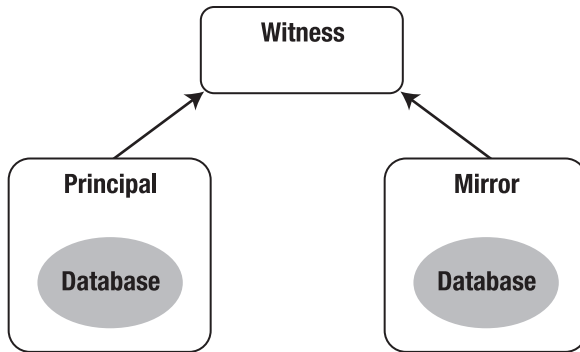 Witness
Principal
Mirror
Database
Database